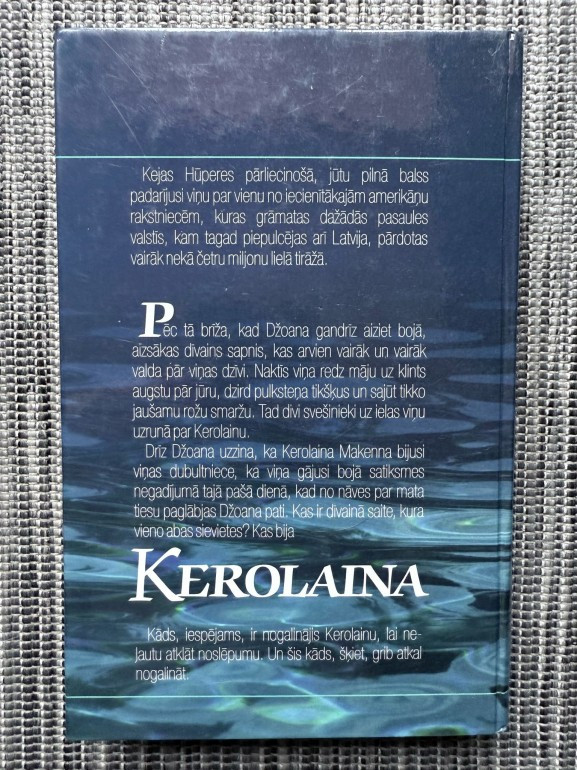 Kejas Hūperes pārliecinošā, jūtu pilnā balss
padarījusi viņu par vienu no iecienītākajām amerikāņu
rakstniecēm, kuras grāmatas dažādās pasaules
valstīs, kam tagad piepulcējas arī Latvija, pārdotas
vairāk nekā četru miljonu lielā tirāžā.
Pēc tā brīža, kad Džoana gandrīz aiziet bojā,
aizsākas dīvains sapnis, kas arvien vairāk un vairāk
valda pār viņas dzīvi. Naktīs viņa redz māju uz klints
augstu pār jūru, dzird pulksteņa tikšķus un sajūt tikko
jaušamu rožu smaržu. Tad divi svešinieki uz ielas viņu
uzrunā par Kerolainu.
Drīz Džoana uzzina, ka Kerolaina Makenna bijusi
viņas dubultniece, ka viņa gājusi bojā satiksmes
negadījumā tajā pašā dienā, kad no nāves par mata
tiesu paglābjas Džoana pati. Kas ir dīvainā saite, kura
vieno abas sievietes? Kas bija
KEROLAINA
Kāds, iespējams, ir nogalinājis Kerolainu, lai ne-
ļautu atklāt noslēpumu. Un šis kāds, šķiet, grib atkal
nogalināt.